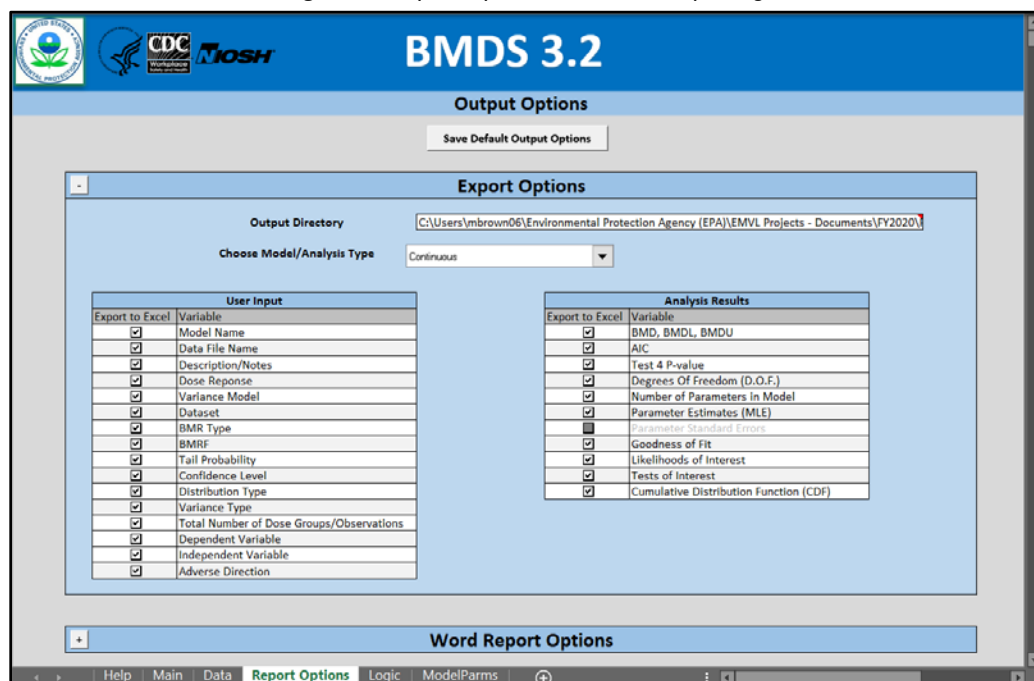 UNITED STATES
CDC
Workplace
Safety and Health
NIOSH
BMDS 3.2
Output Options
Save Default Output Options
-
Export Options
Output Directory C:\Users\mbrown06\Environmental Protection Agency (EPA)\EMVL Projects - Documents\FY2020\
Choose Model/Analysis Type Continuous
User Input
Export to Excel Variable
Model Name
Data File Name
Description/Notes
Dose Reponse
Variance Model
Dataset
BMR Type
BMRF
Tail Probability
Confidence Level
Distribution Type
Variance Type
Total Number of Dose Groups/Observations
Dependent Variable
Independent Variable
Adverse Direction
Analysis Results
Export to Excel Variable
BMD, BMDL, BMDU
AIC
Test 4 P-value
Degrees Of Freedom (D.O.F.)
Number of Parameters in Model
Parameter Estimates (MLE)
Parameter Standard Errors
Goodness of Fit
Likelihoods of Interest
Tests of Interest
Cumulative Distribution Function (CDF)
+
Word Report Options
Help Main Data Report Options Logic ModelParms